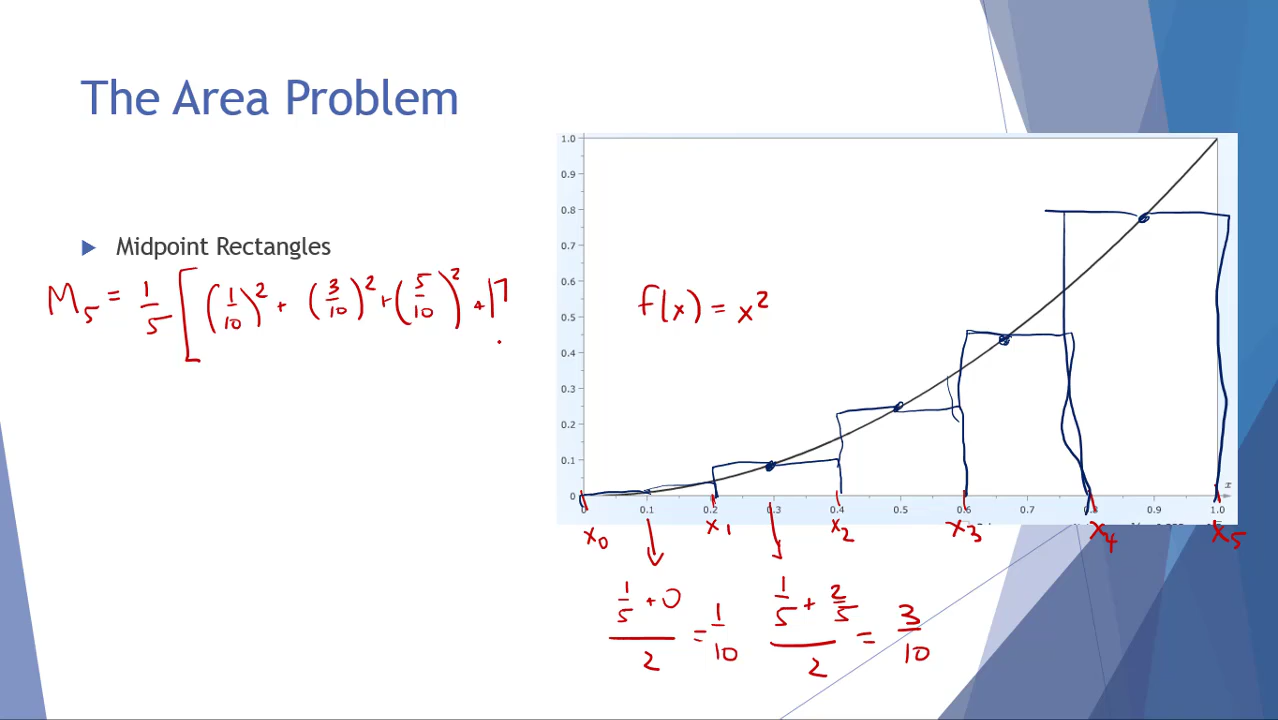 The Area Problem
Midpoint Rectangles
M₅ = 1/5 [ (1/10)² + (3/10)² + (5/10)² + 
f(x) = x²
1.0
0.9
0.8
0.7
0.6
0.5
0.4
0.3
0.2
0.1
0
0 0.1 0.2 0.3 0.4 0.5 0.6 0.7 0.8 0.9 1.0
x₀ x₁ x₂ x₃ x₄ x₅
(1/5 + 0)/2 = 1/10
(1/5 + 2/5)/2 = 3/10